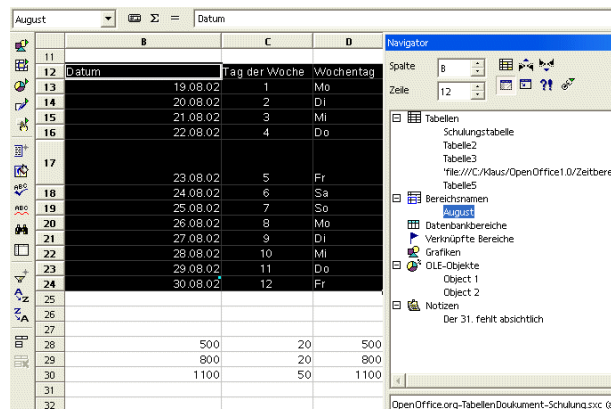 August Σ = Datum
B C D
11
12 Datum Tag der Woche Wochentag
13 19.08.02 1 Mo
14 20.08.02 2 Di
15 21.08.02 3 Mi
16 22.08.02 4 Do
17 23.08.02 5 Fr
18 24.08.02 6 Sa
19 25.08.02 7 So
20 26.08.02 8 Mo
21 27.08.02 9 Di
22 28.08.02 10 Mi
23 29.08.02 11 Do
24 30.08.02 12 Fr
25
26
27
28 500 20 500
29 800 20 800
30 1100 50 1100
31
32
ABC
ABC
A Z
Z A
Navigator
Spalte B
Zeile 12
Tabellen
Schulungstabelle
Tabelle2
Tabelle3
'file:///C:/Klaus/OpenOffice1.0/Zeitbere
Tabelle5
Bereichsnamen
August
Datenbankbereiche
Verknüpfte Bereiche
Grafiken
OLE-Objekte
Object 1
Object 2
Notizen
Der 31. fehlt absichtlich
OpenOffice.org-TabellenDoukument-Schulung.sxc